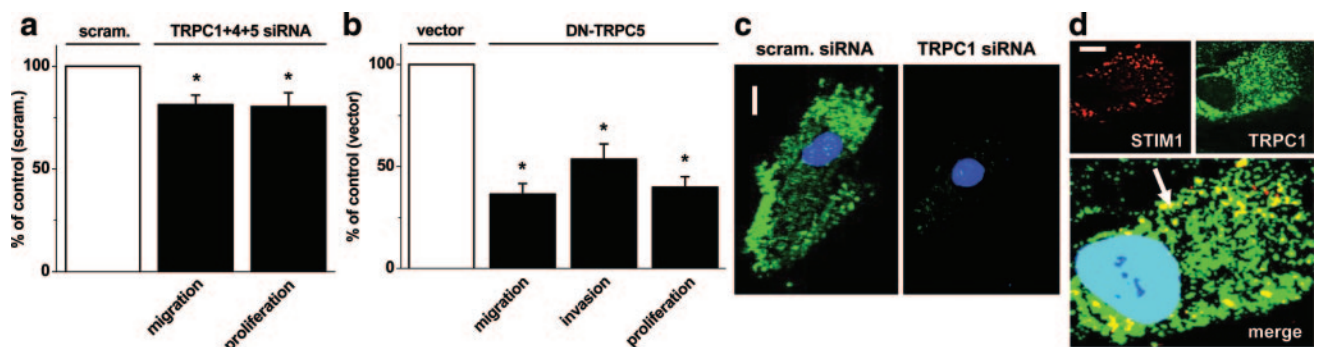 a
scram. TRPC1+4+5 siRNA
% of control (scram.)
100
50
0
* *
migration
proliferation
b
vector DN-TRPC5
% of control (vector)
100
50
0
* * *
migration
invasion
proliferation
c
scram. siRNA TRPC1 siRNA
d
STIM1
TRPC1
merge